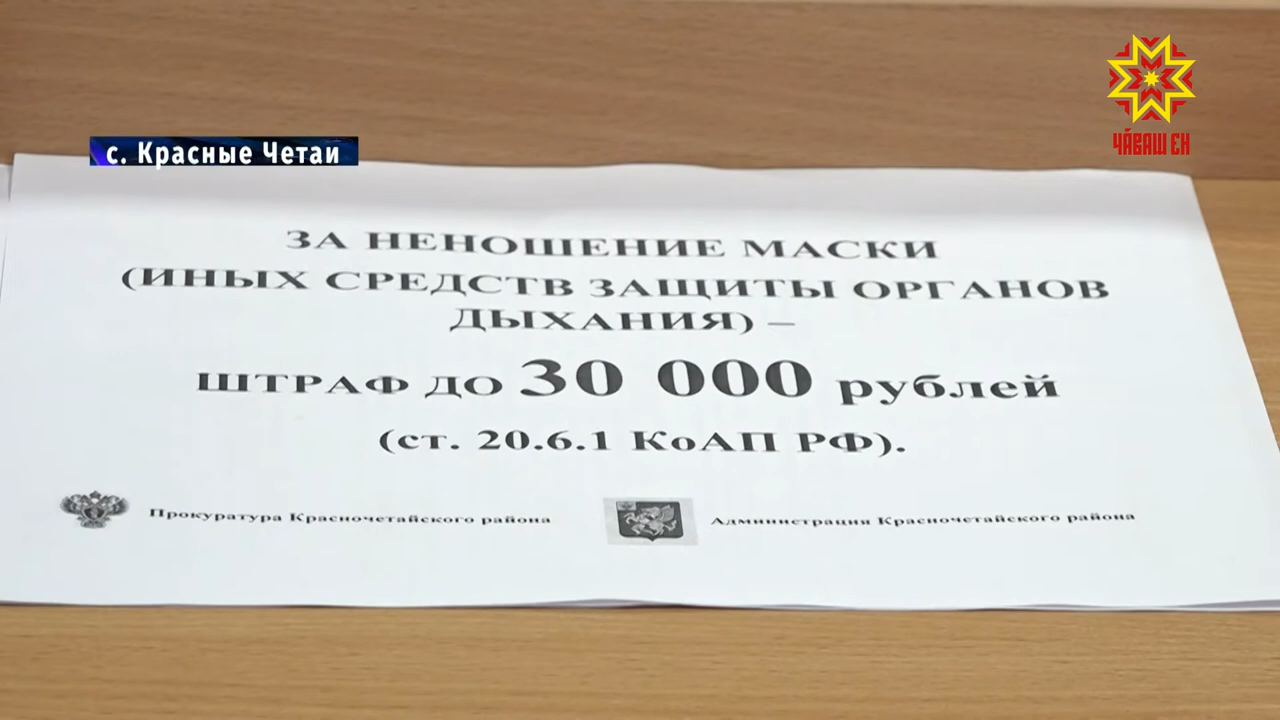 ЧӐВАШ ЕН
с. Красные Четаи
ЗА НЕНОШЕНИЕ МАСКИ
(ИНЫХ СРЕДСТВ ЗАЩИТЫ ОРГАНОВ
ДЫХАНИЯ) –
ШТРАФ ДО 30 000 рублей
(ст. 20.6.1 КоАП РФ).
Прокуратура Красночетайского района
Администрации Красночетайского района